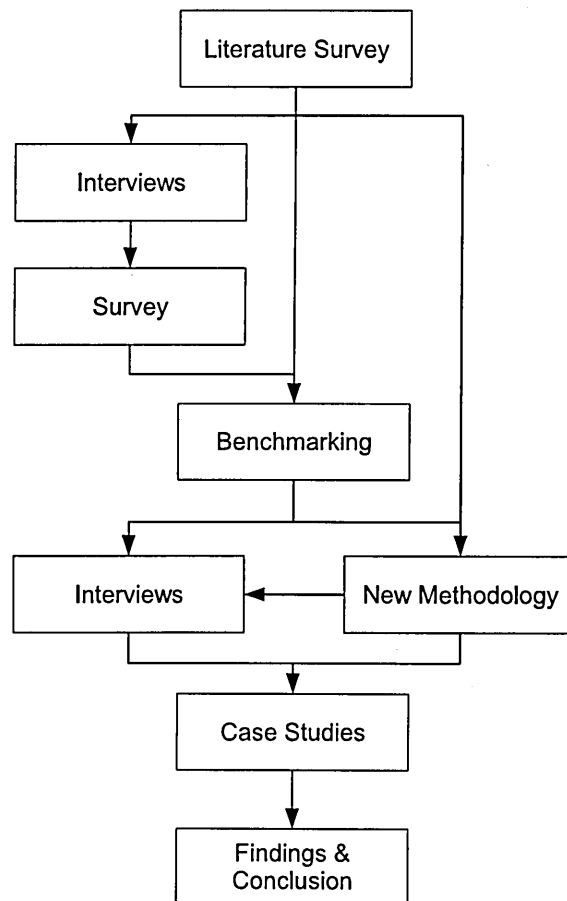 Literature Survey
Interviews
Survey
Benchmarking
Interviews
New Methodology
Case Studies
Findings &
Conclusion